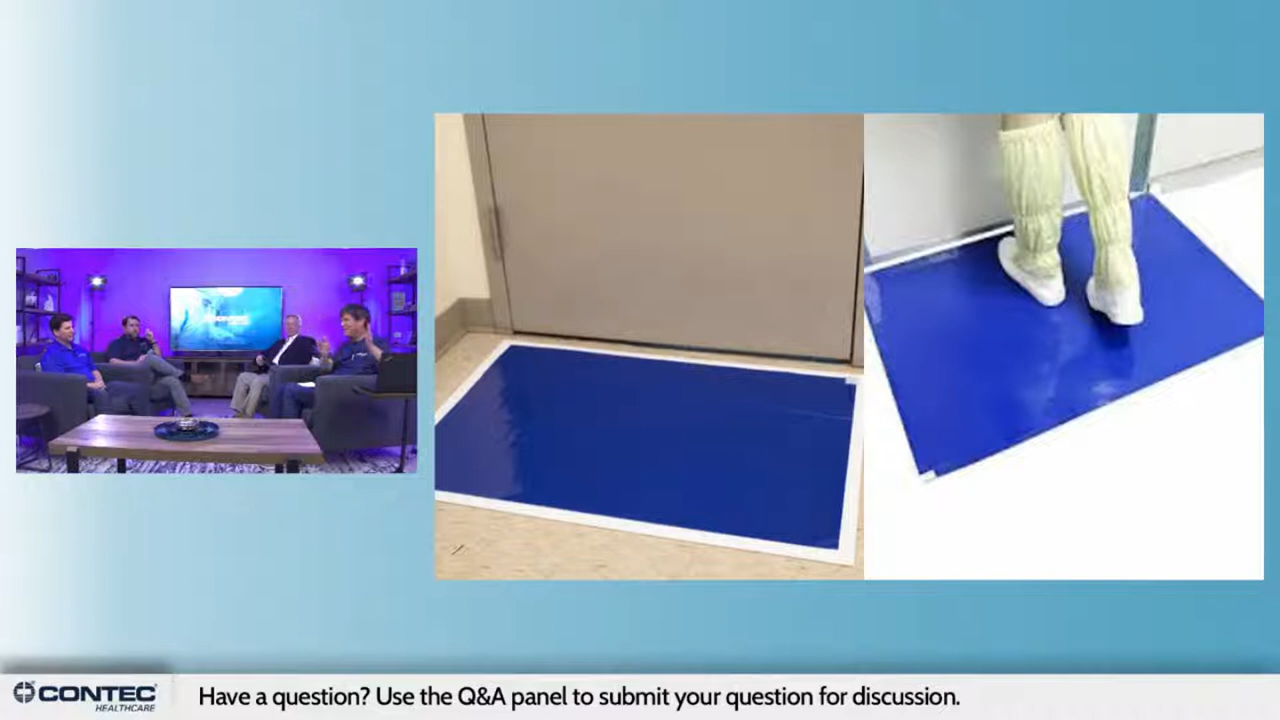 CONTEC
HEALTHCARE
Have a question? Use the Q&A panel to submit your question for discussion.